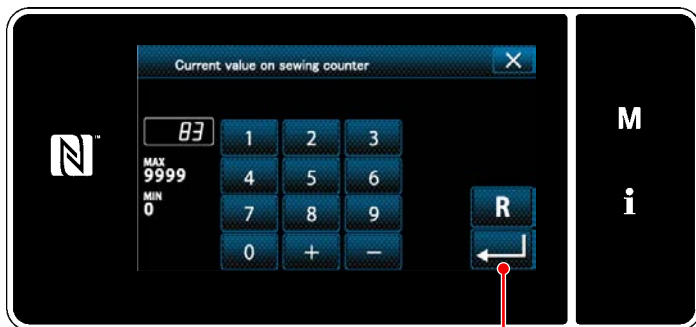 Current value on sewing counter
83
MAX
9999
MIN
0
1 2 3
4 5 6
7 8 9
0 + −
R
N™
M
i